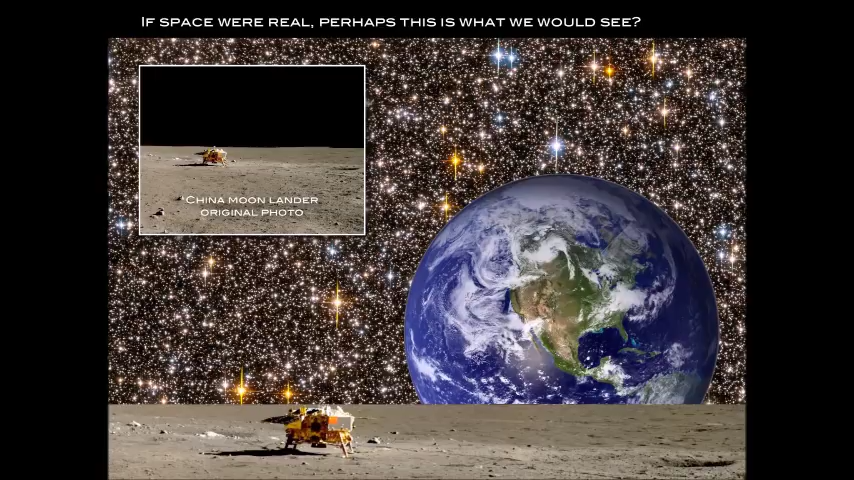 If space were real, perhaps this is what we would see?
*China moon lander
original photo